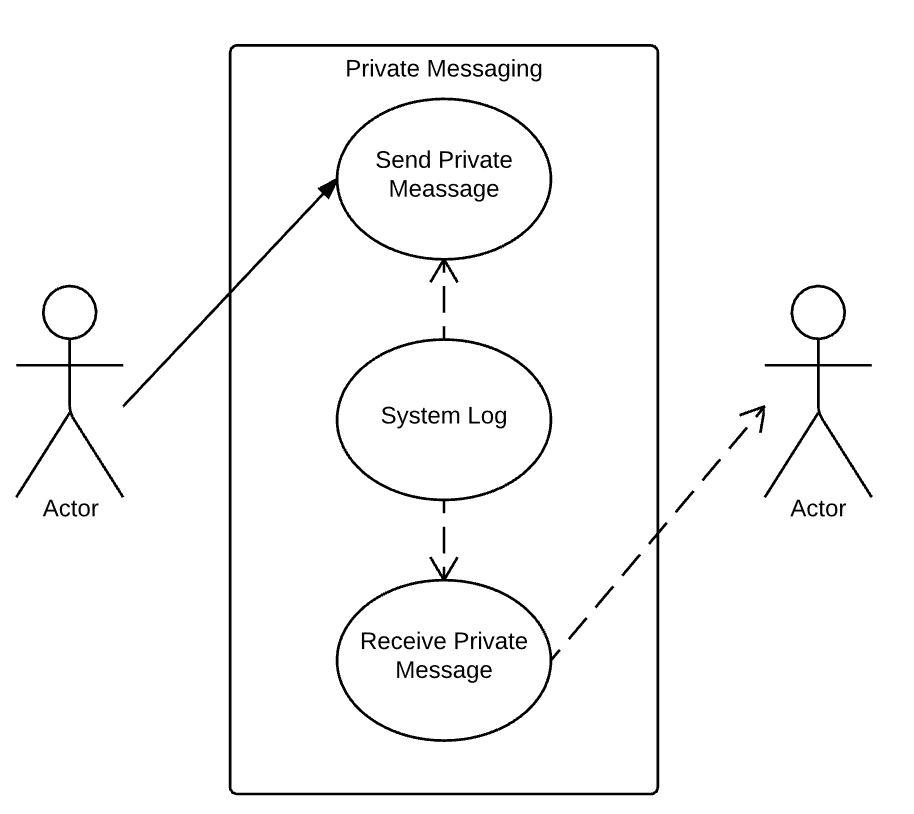 Private Messaging
Send Private
Meassage
System Log
Actor
Actor
Receive Private
Message